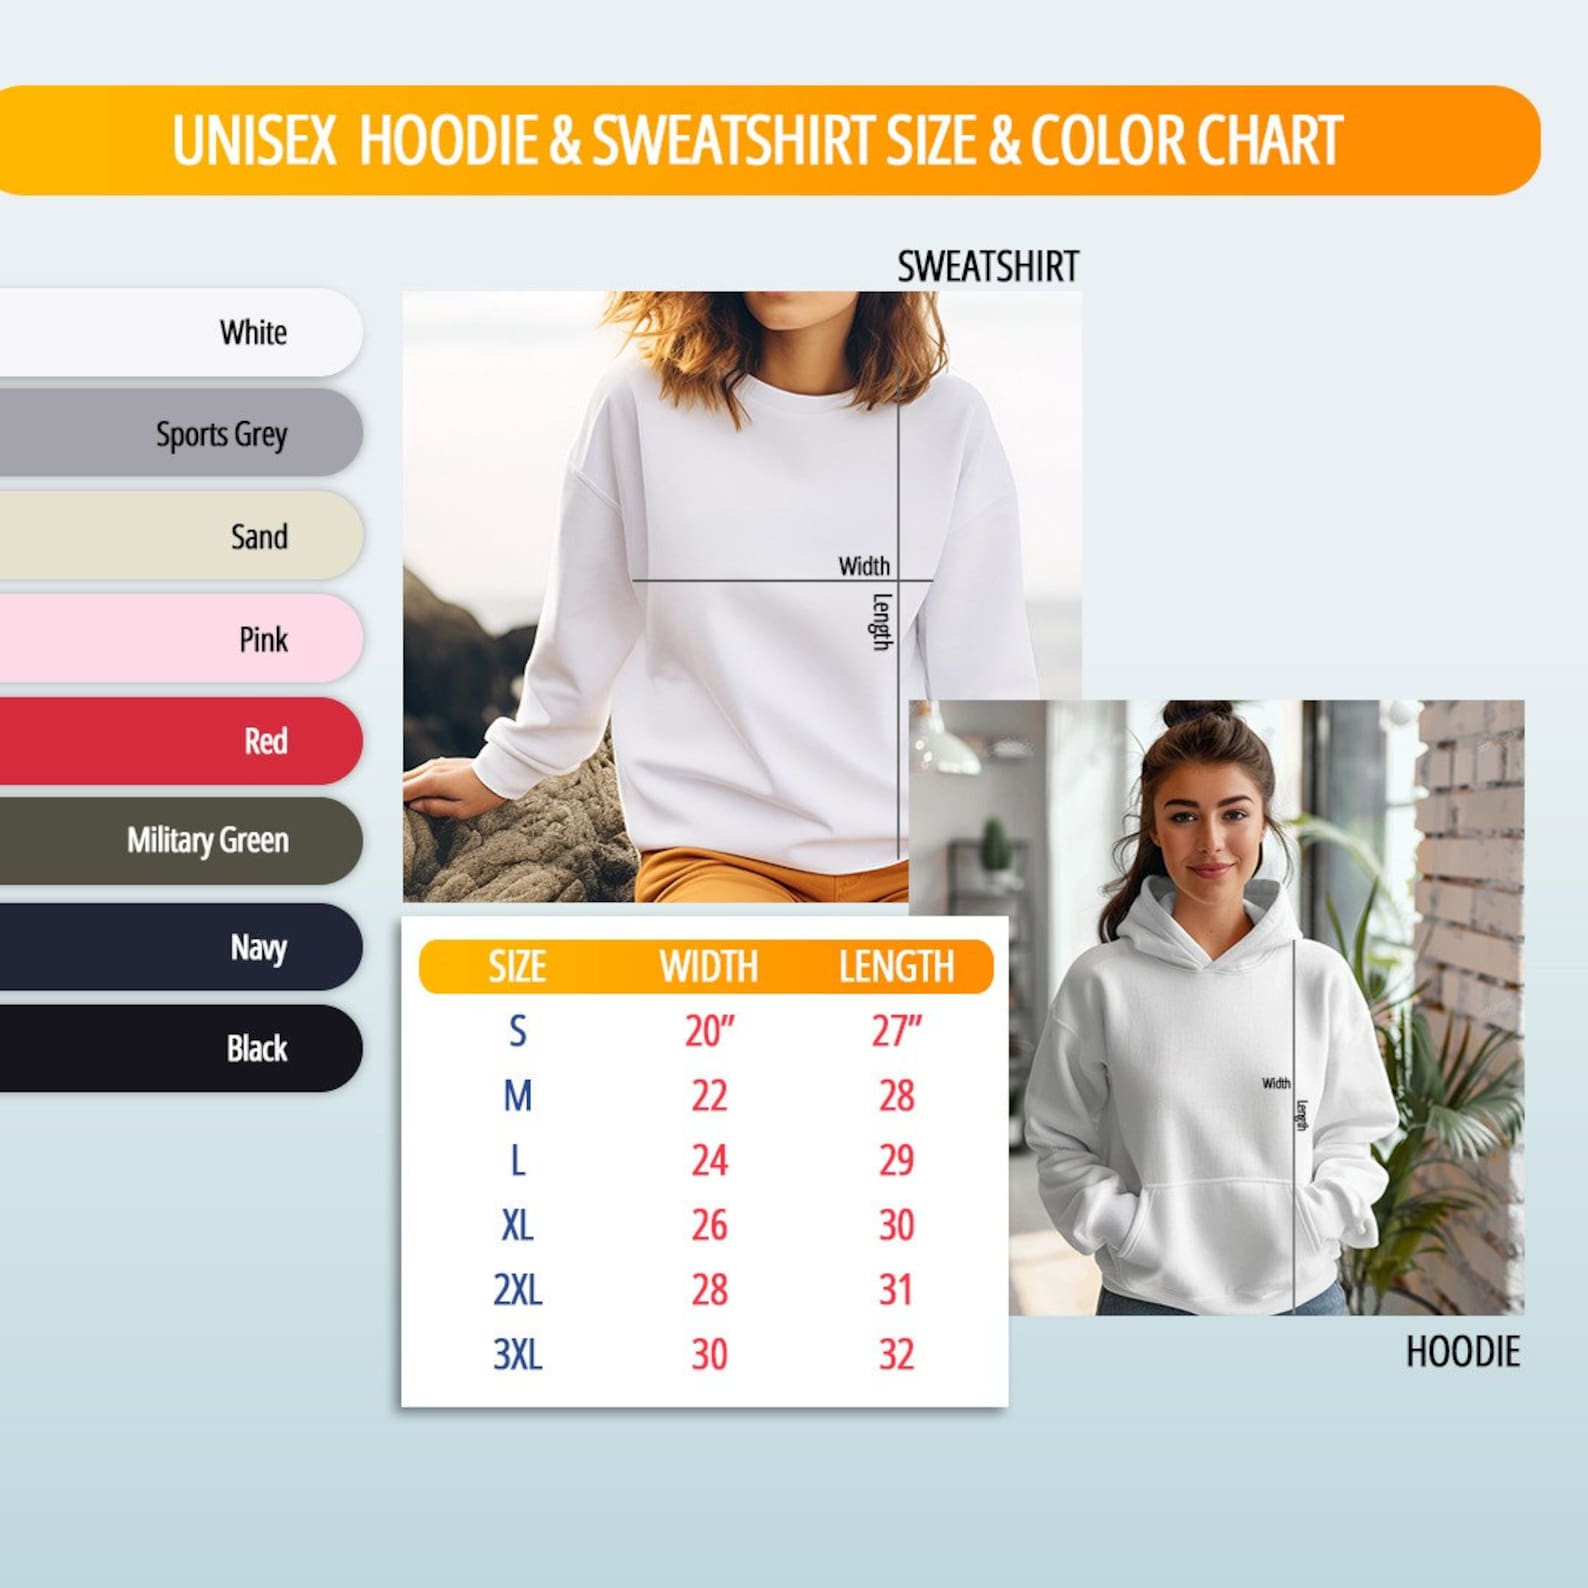 UNISEX HOODIE & SWEATSHIRT SIZE & COLOR CHART
SWEATSHIRT
White
Sports Grey
Sand
Pink
Red
Military Green
Navy
Black
Width
Length
SIZE WIDTH LENGTH
S 20” 27”
M 22 28
L 24 29
XL 26 30
2XL 28 31
3XL 30 32
Width
Length
HOODIE